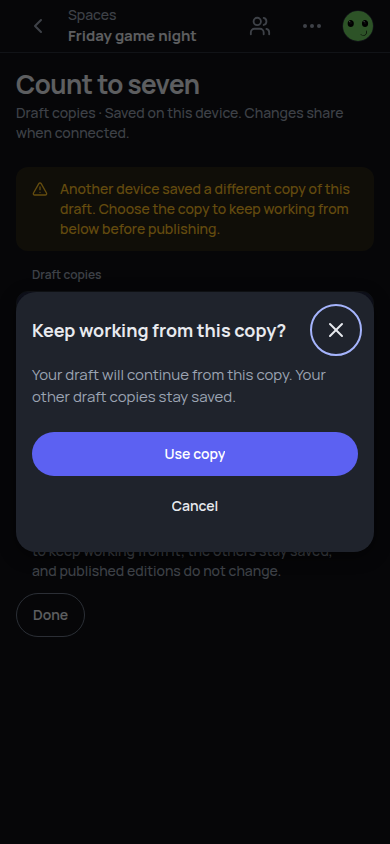 Spaces
Friday game night
Count to seven
Draft copies · Saved on this device. Changes share
when connected.
Another device saved a different copy of this
draft. Choose the copy to keep working from
below before publishing.
Draft copies
Keep working from this copy?
Your draft will continue from this copy. Your
other draft copies stay saved.
Use copy
Cancel
to keep working from it; the others stay saved,
and published editions do not change.
Done